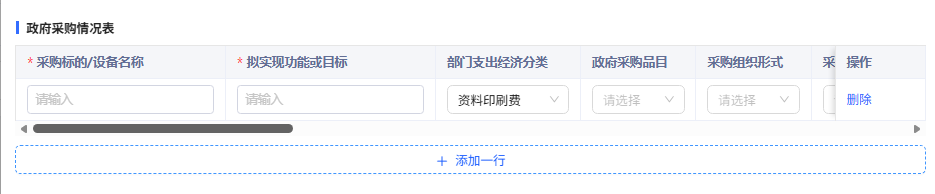 政府采购情况表
* 采购标的/设备名称 * 拟实现功能或目标 部门支出经济分类 政府采购品目 采购组织形式 采 操作
请输入 请输入 资料印刷费 请选择 请选择 删除
+ 添加一行